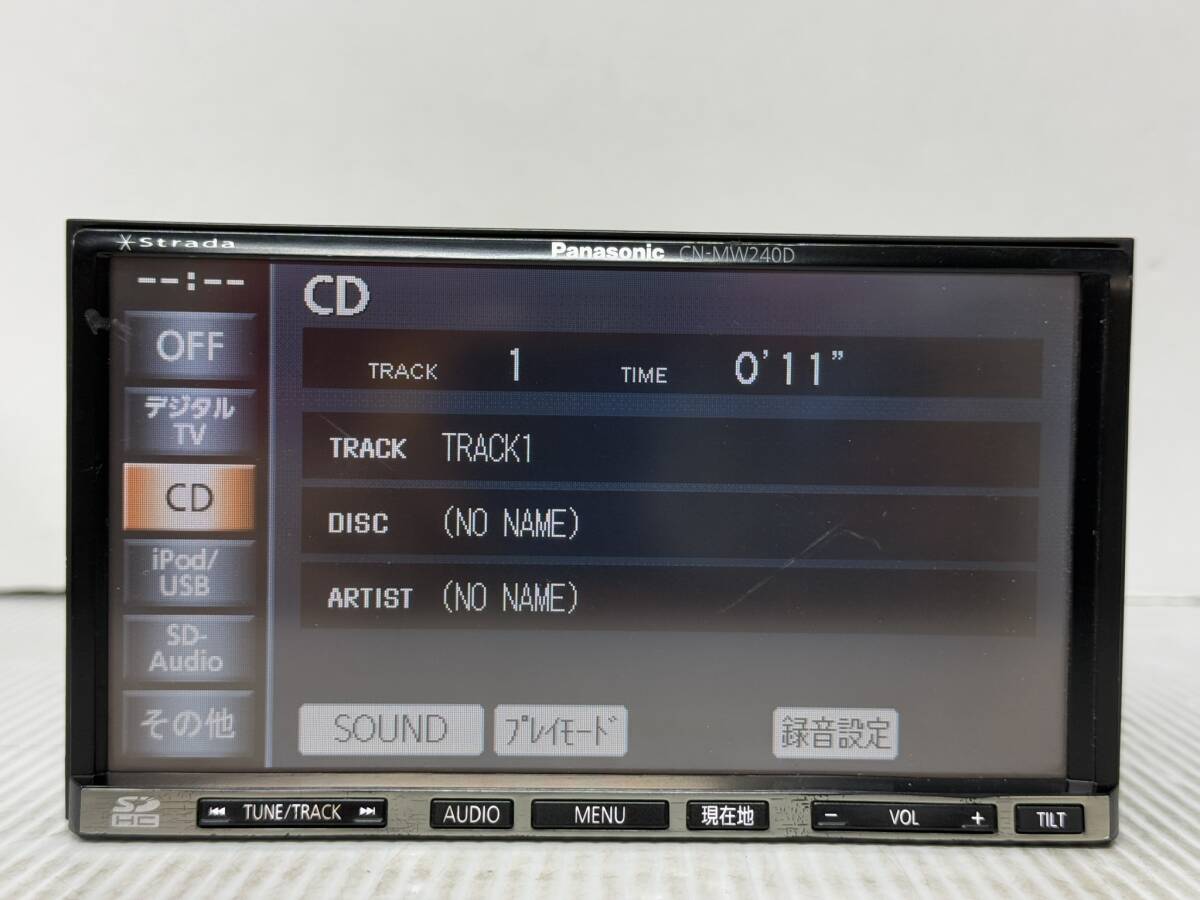 Strada
Panasonic CN-MW240D
--:--
OFF
デジタル
TV
CD
iPod/
USB
SD-
Audio
その他
CD
TRACK 1 TIME 0'11”
TRACK TRACK1
DISC (NO NAME)
ARTIST (NO NAME)
SOUND ﾌﾟﾚｲﾓｰﾄﾞ 録音設定
SD
HC
⏮ TUNE/TRACK ⏭ AUDIO MENU 現在地 − VOL + TILT